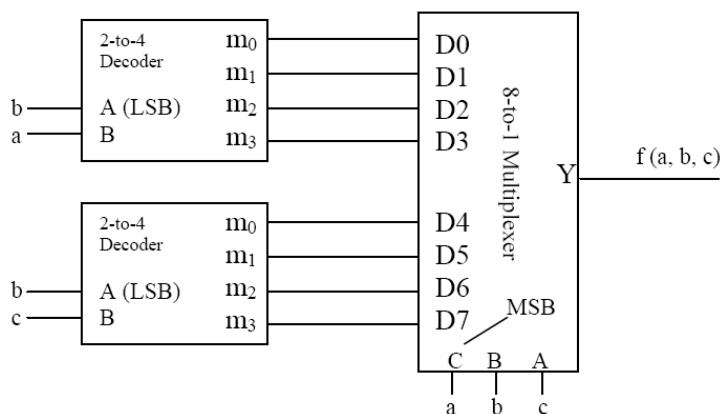 2-to-4
Decoder
m0
m1
b
A (LSB)
m2
a
B
m3
D0
D1
D2
D3
8-to-1 Multiplexer
Y
f (a, b, c)
2-to-4
Decoder
m0
m1
b
A (LSB)
m2
c
B
m3
D4
D5
D6
D7
MSB
C B A
a b c